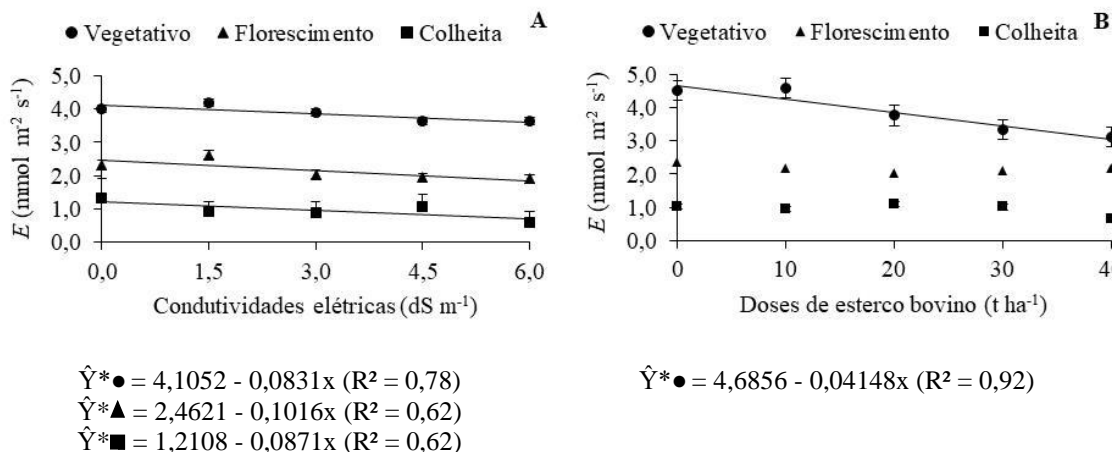 A
● Vegetativo ▲ Florescimento ■ Colheita
5,0
4,0
3,0
2,0
1,0
0,0
E (mmol m⁻² s⁻¹)
0,0 1,5 3,0 4,5 6,0
Condutividades elétricas (dS m⁻¹)
Ŷ*● = 4,1052 - 0,0831x (R² = 0,78)
Ŷ*▲ = 2,4621 - 0,1016x (R² = 0,62)
Ŷ*■ = 1,2108 - 0,0871x (R² = 0,62)
B
● Vegetativo ▲ Florescimento ■ Colheita
5,0
4,0
3,0
2,0
1,0
0,0
E (mmol m⁻² s⁻¹)
0 10 20 30 40
Doses de esterco bovino (t ha⁻¹)
Ŷ*● = 4,6856 - 0,04148x (R² = 0,92)